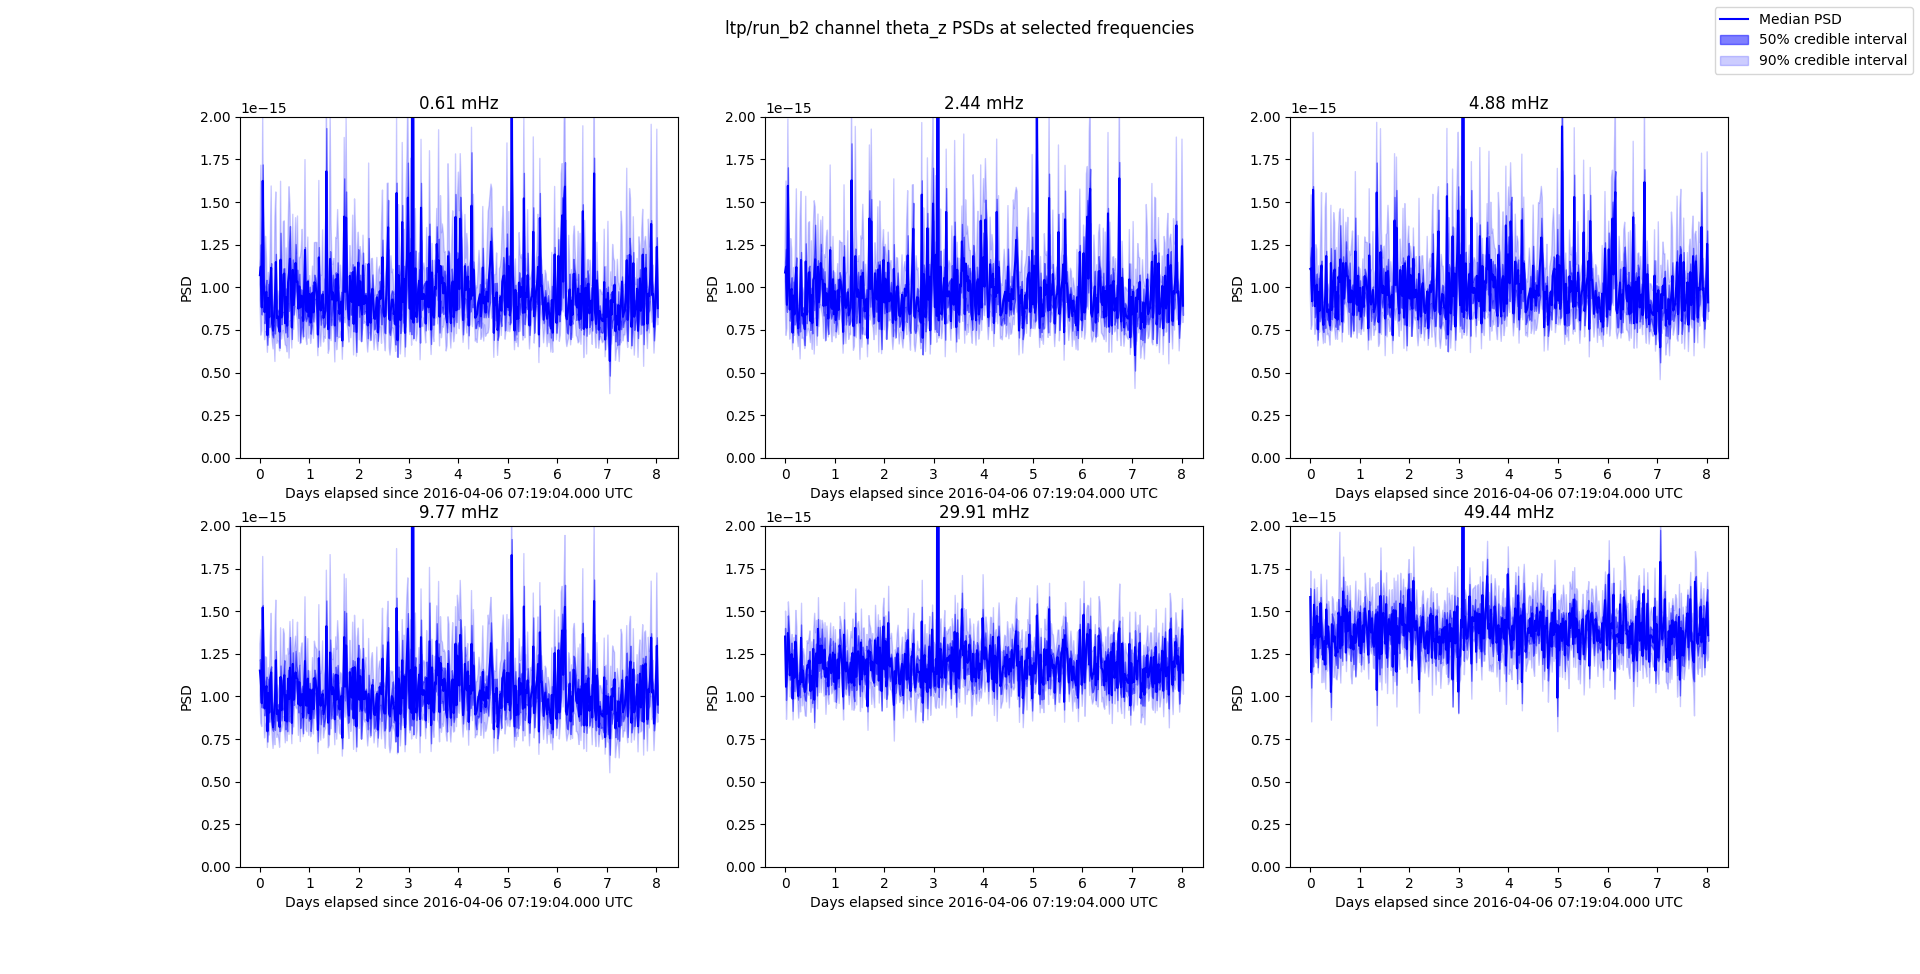 ltp/run_b2 channel theta_z PSDs at selected frequencies
Median PSD
50% credible interval
90% credible interval
0.61 mHz
1e−15
PSD
2.00
1.75
1.50
1.25
1.00
0.75
0.50
0.25
0.00
0 1 2 3 4 5 6 7 8
Days elapsed since 2016-04-06 07:19:04.000 UTC
2.44 mHz
1e−15
PSD
2.00
1.75
1.50
1.25
1.00
0.75
0.50
0.25
0.00
0 1 2 3 4 5 6 7 8
Days elapsed since 2016-04-06 07:19:04.000 UTC
4.88 mHz
1e−15
PSD
2.00
1.75
1.50
1.25
1.00
0.75
0.50
0.25
0.00
0 1 2 3 4 5 6 7 8
Days elapsed since 2016-04-06 07:19:04.000 UTC
9.77 mHz
1e−15
PSD
2.00
1.75
1.50
1.25
1.00
0.75
0.50
0.25
0.00
0 1 2 3 4 5 6 7 8
Days elapsed since 2016-04-06 07:19:04.000 UTC
29.91 mHz
1e−15
PSD
2.00
1.75
1.50
1.25
1.00
0.75
0.50
0.25
0.00
0 1 2 3 4 5 6 7 8
Days elapsed since 2016-04-06 07:19:04.000 UTC
49.44 mHz
1e−15
PSD
2.00
1.75
1.50
1.25
1.00
0.75
0.50
0.25
0.00
0 1 2 3 4 5 6 7 8
Days elapsed since 2016-04-06 07:19:04.000 UTC